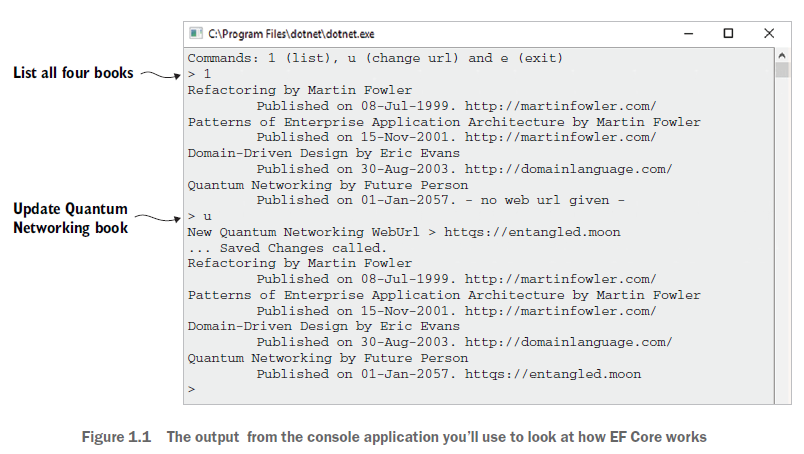 C:\Program Files\dotnet\dotnet.exe
Commands: l (list), u (change url) and e (exit)
List all four books
> l
Refactoring by Martin Fowler
Published on 08-Jul-1999. http://martinfowler.com/
Patterns of Enterprise Application Architecture by Martin Fowler
Published on 15-Nov-2001. http://martinfowler.com/
Domain-Driven Design by Eric Evans
Published on 30-Aug-2003. http://domainlanguage.com/
Quantum Networking by Future Person
Published on 01-Jan-2057. - no web url given -
Update Quantum
Networking book
> u
New Quantum Networking WebUrl > httqs://entangled.moon
... Saved Changes called.
Refactoring by Martin Fowler
Published on 08-Jul-1999. http://martinfowler.com/
Patterns of Enterprise Application Architecture by Martin Fowler
Published on 15-Nov-2001. http://martinfowler.com/
Domain-Driven Design by Eric Evans
Published on 30-Aug-2003. http://domainlanguage.com/
Quantum Networking by Future Person
Published on 01-Jan-2057. httqs://entangled.moon
>
Figure 1.1 The output from the console application you’ll use to look at how EF Core works